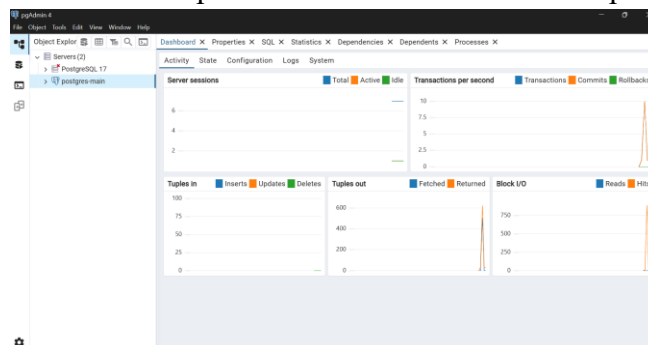 pgAdmin 4
File Object Tools Edit View Window Help
Object Explor
Dashboard X Properties X SQL X Statistics X Dependencies X Dependents X Processes X
Servers (2)
PostgreSQL 17
postgres-main
Activity State Configuration Logs System
Server sessions Total Active Idle
6
4
2
Transactions per second Transactions Commits Rollbacks
10
7.5
5
2.5
0
Tuples in Inserts Updates Deletes
100
75
50
25
0
Tuples out Fetched Returned
600
400
200
0
Block I/O Reads Hits
750
500
250
0